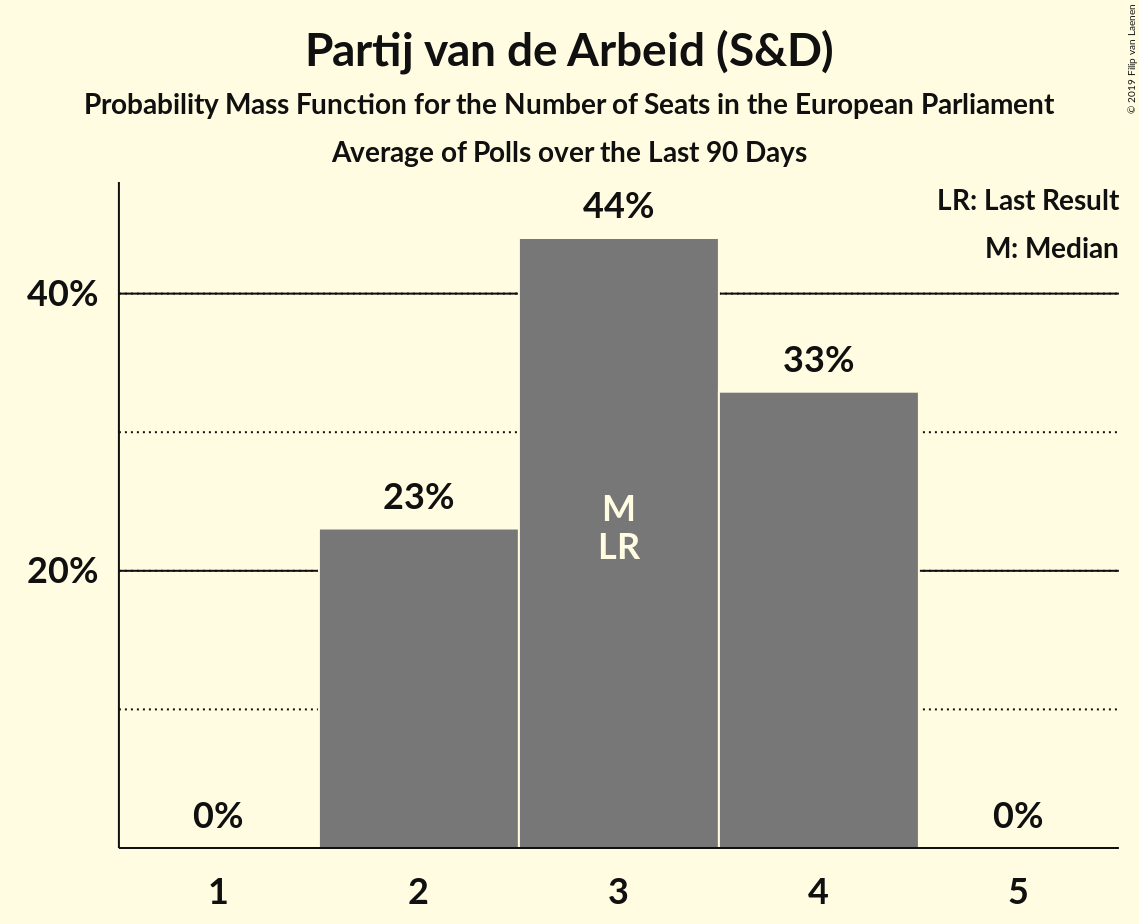 Partij van de Arbeid (S&D)
Probability Mass Function for the Number of Seats in the European Parliament
Average of Polls over the Last 90 Days
© 2019 Filip van Laenen
LR: Last Result
M: Median
44%
40%
33%
23%
M
LR
20%
0%
0%
1 2 3 4 5